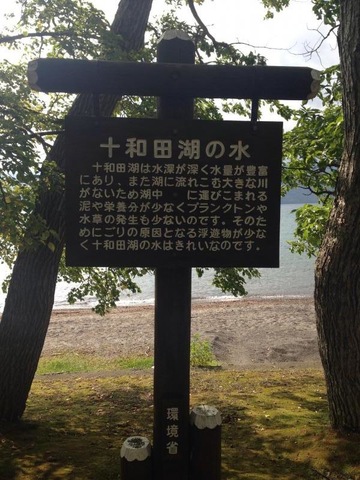 十和田湖の水
十和田湖は水深が深く水量が豊富
にあり、また湖に流れこむ大きな川
がないため湖中 に運びこまれる
泥や栄養分が少なくプランクトンや
水草の発生も少ないのです。そのた
めにごりの原因となる浮遊物が少な
く十和田湖の水はきれいなのです。
環境省